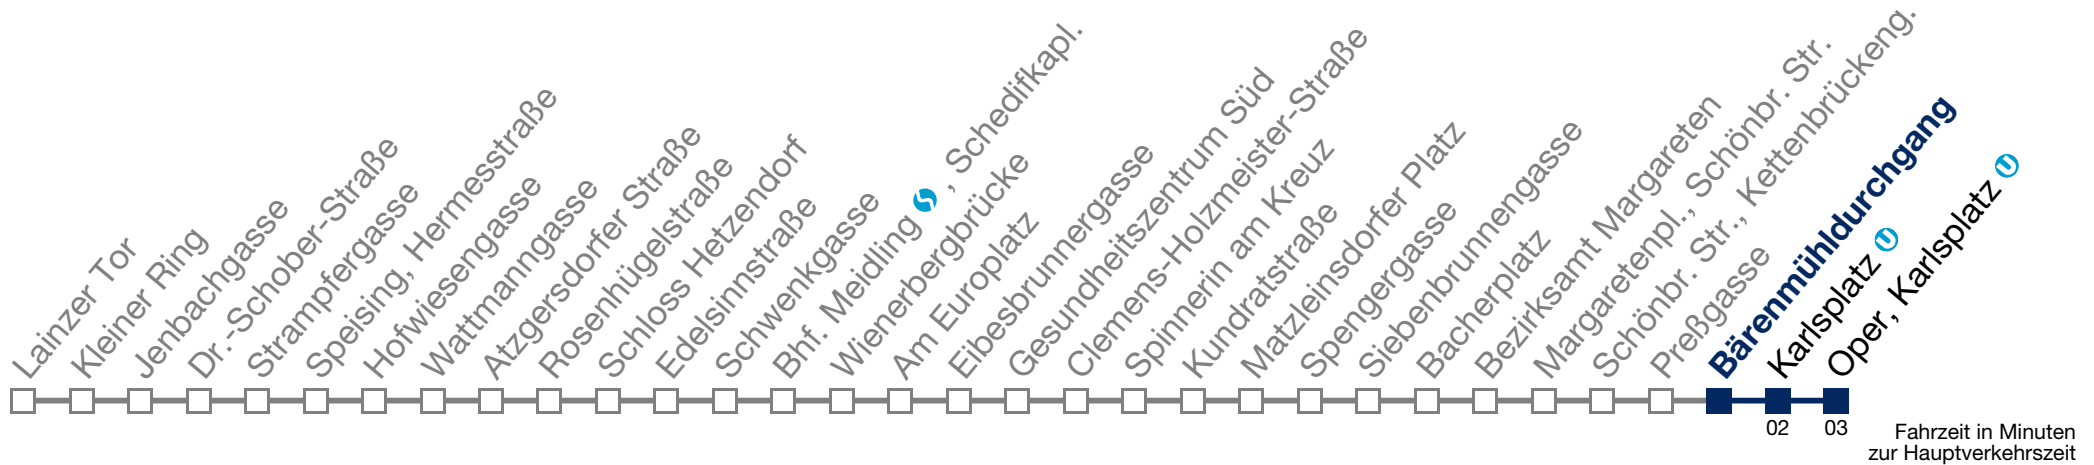 Lainzer Tor
Kleiner Ring
Jenbachgasse
Dr.-Schober-Straße
Strampfergasse
Speising, Hermesstraße
Hofwiesengasse
Wattmanngasse
Atzgersdorfer Straße
Rosenhügelstraße
Schloss Hetzendorf
Edelsinnstraße
Schwenkgasse
Bhf. Meidling S, Schedifkapl.
Wienerbergbrücke
Am Europlatz
Eibesbrunnergasse
Gesundheitszentrum Süd
Clemens-Holzmeister-Straße
Spinnerin am Kreuz
Kundratstraße
Matzleinsdorfer Platz
Spengergasse
Siebenbrunnengasse
Bacherplatz
Bezirksamt Margareten
Margaretenpl., Schönbr. Str.
Schönbr. Str., Kettenbrückeng.
Preßgasse
Bärenmühldurchgang
Karlsplatz U
Oper, Karlsplatz U
02 03
Fahrzeit in Minuten
zur Hauptverkehrszeit